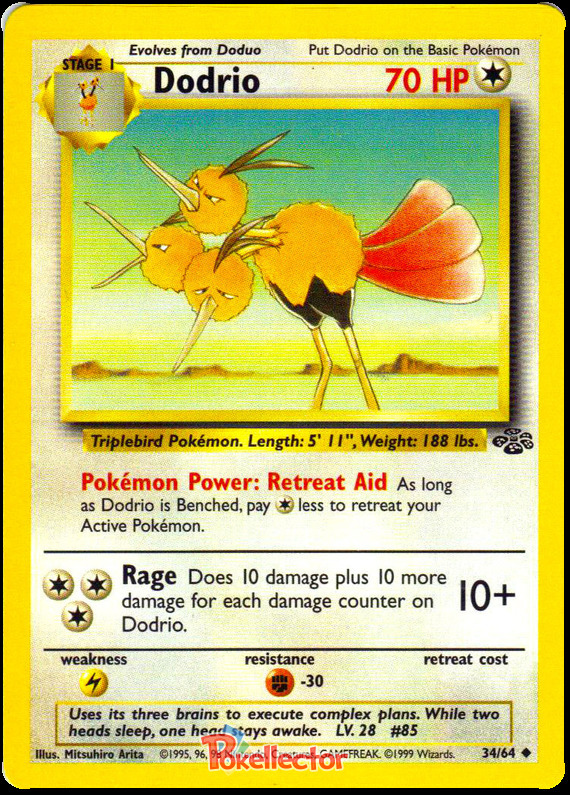 Evolves from Doduo Put Dodrio on the Basic Pokémon
STAGE 1
Dodrio 70 HP
Triplebird Pokémon. Length: 5' 11", Weight: 188 lbs.
Pokémon Power: Retreat Aid As long
as Dodrio is Benched, pay less to retreat your
Active Pokémon.
Rage Does 10 damage plus 10 more
damage for each damage counter on
Dodrio.
10+
weakness resistance retreat cost
-30
Uses its three brains to execute complex plans. While two
heads sleep, one head stays awake. LV. 28 #85
Illus. Mitsuhiro Arita ©1995, 96, 98 Nintendo, Creatures, GAMEFREAK. ©1999 Wizards. 34/64
Pokellector